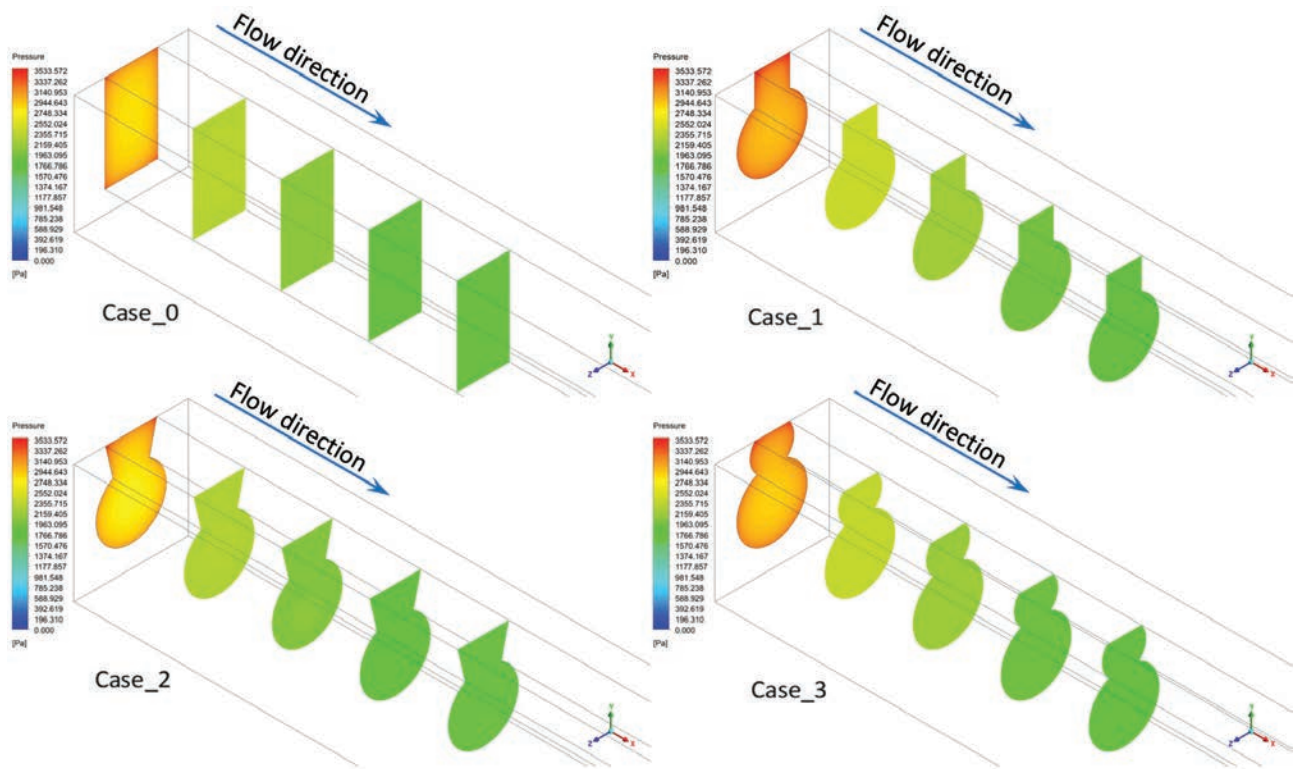 Flow direction
Pressure
3533.572
3337.262
3140.953
2944.643
2748.334
2552.024
2355.715
2159.405
1963.095
1766.786
1570.476
1374.167
1177.857
981.548
785.238
588.929
392.619
196.310
0.000
[Pa]
Case_0
Y
Z
X
Flow direction
Pressure
3533.572
3337.262
3140.953
2944.643
2748.334
2552.024
2355.715
2159.405
1963.095
1766.786
1570.476
1374.167
1177.857
981.548
785.238
588.929
392.619
196.310
0.000
[Pa]
Case_1
Y
Z
X
Flow direction
Pressure
3533.572
3337.262
3140.953
2944.643
2748.334
2552.024
2355.715
2159.405
1963.095
1766.786
1570.476
1374.167
1177.857
981.548
785.238
588.929
392.619
196.310
0.000
[Pa]
Case_2
Y
Z
X
Flow direction
Pressure
3533.572
3337.262
3140.953
2944.643
2748.334
2552.024
2355.715
2159.405
1963.095
1766.786
1570.476
1374.167
1177.857
981.548
785.238
588.929
392.619
196.310
0.000
[Pa]
Case_3
Y
Z
X